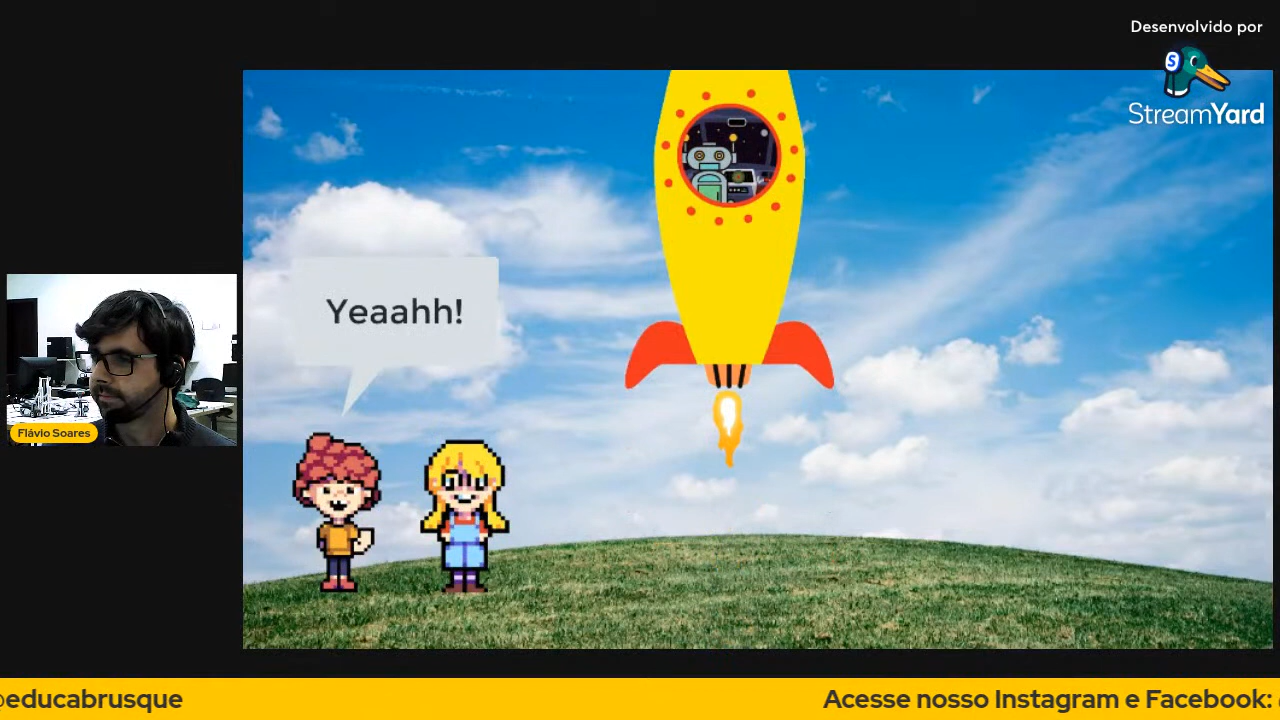 Desenvolvido por
S
StreamYard
Yeaahh!
Flávio Soares
@educabrusque
Acesse nosso Instagram e Facebook: